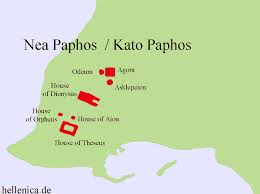 Nea Paphos / Kato Paphos
Odeum
Agora
Asklepeion
House
of Dionysus
House
of Orpheus
House of Aion
House of Theseus
hellenica.de